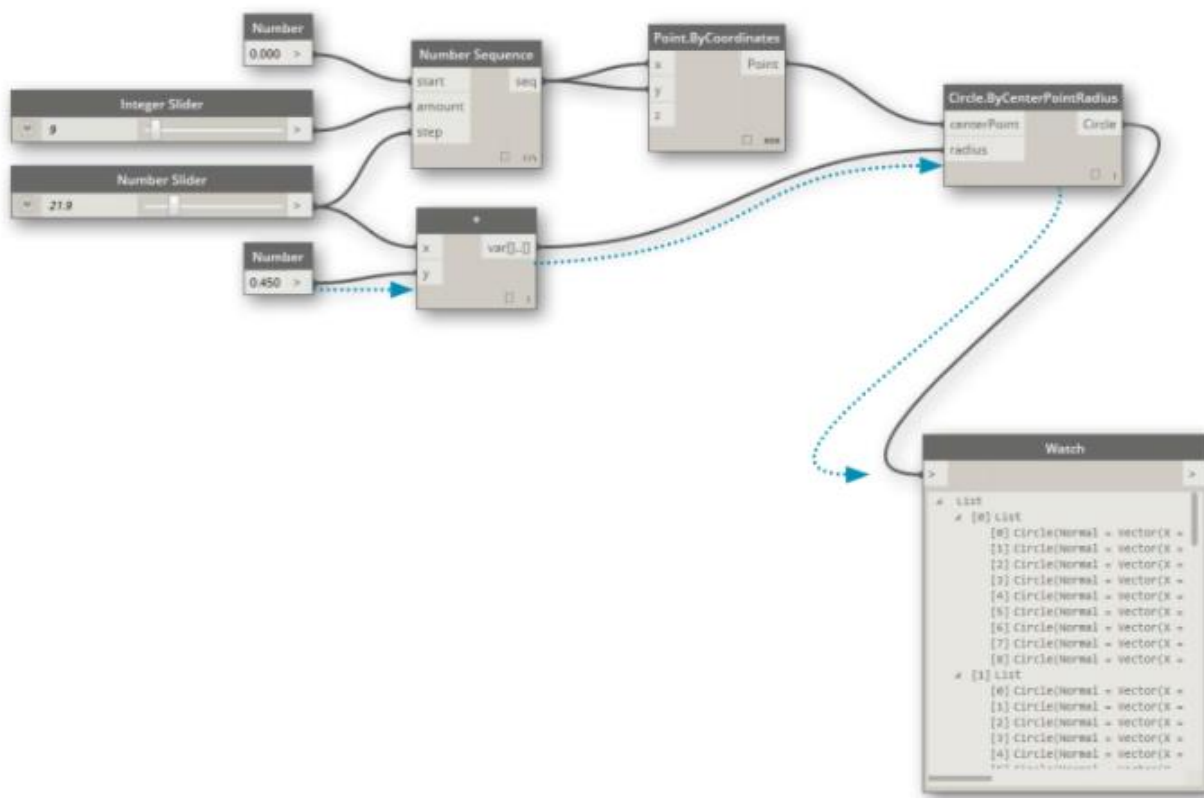 Number
0.000 >
Integer Slider
9 >
Number Slider
21.9 >
Number
0.450 >
Number Sequence
start seq
amount
step
*
x var[]..[]
y
Point.ByCoordinates
x Point
y
z
Circle.ByCenterPointRadius
centerPoint Circle
radius
Watch
> >
List
[0] List
[0] Circle(Normal = Vector(X =
[1] Circle(Normal = Vector(X =
[2] Circle(Normal = Vector(X =
[3] Circle(Normal = Vector(X =
[4] Circle(Normal = Vector(X =
[5] Circle(Normal = Vector(X =
[6] Circle(Normal = Vector(X =
[7] Circle(Normal = Vector(X =
[8] Circle(Normal = Vector(X =
[1] List
[0] Circle(Normal = Vector(X =
[1] Circle(Normal = Vector(X =
[2] Circle(Normal = Vector(X =
[3] Circle(Normal = Vector(X =
[4] Circle(Normal = Vector(X =